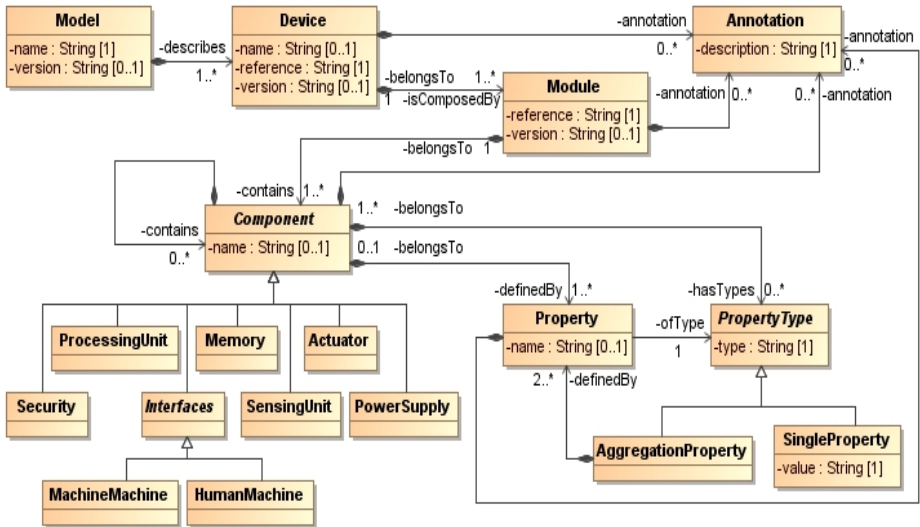 Model
-name : String [1]
-version : String [0..1]
-describes
1..*
Device
-name : String [0..1]
-reference : String [1]
-version : String [0..1]
-annotation
0..*
Annotation
-description : String [1]
-annotation
0..*
-belongsTo
1..*
1
-isComposedBy
Module
-reference : String [1]
-version : String [0..1]
-annotation
0..*
0..*
-annotation
-belongsTo
1
-contains
1..*
-contains
0..*
Component
-name : String [0..1]
1..*
-belongsTo
0..1
-belongsTo
-definedBy
1..*
-hasTypes
0..*
Property
-name : String [0..1]
-ofType
1
PropertyType
-type : String [1]
2..*
-definedBy
ProcessingUnit
Memory
Actuator
Security
Interfaces
SensingUnit
PowerSupply
AggregationProperty
SingleProperty
-value : String [1]
MachineMachine
HumanMachine